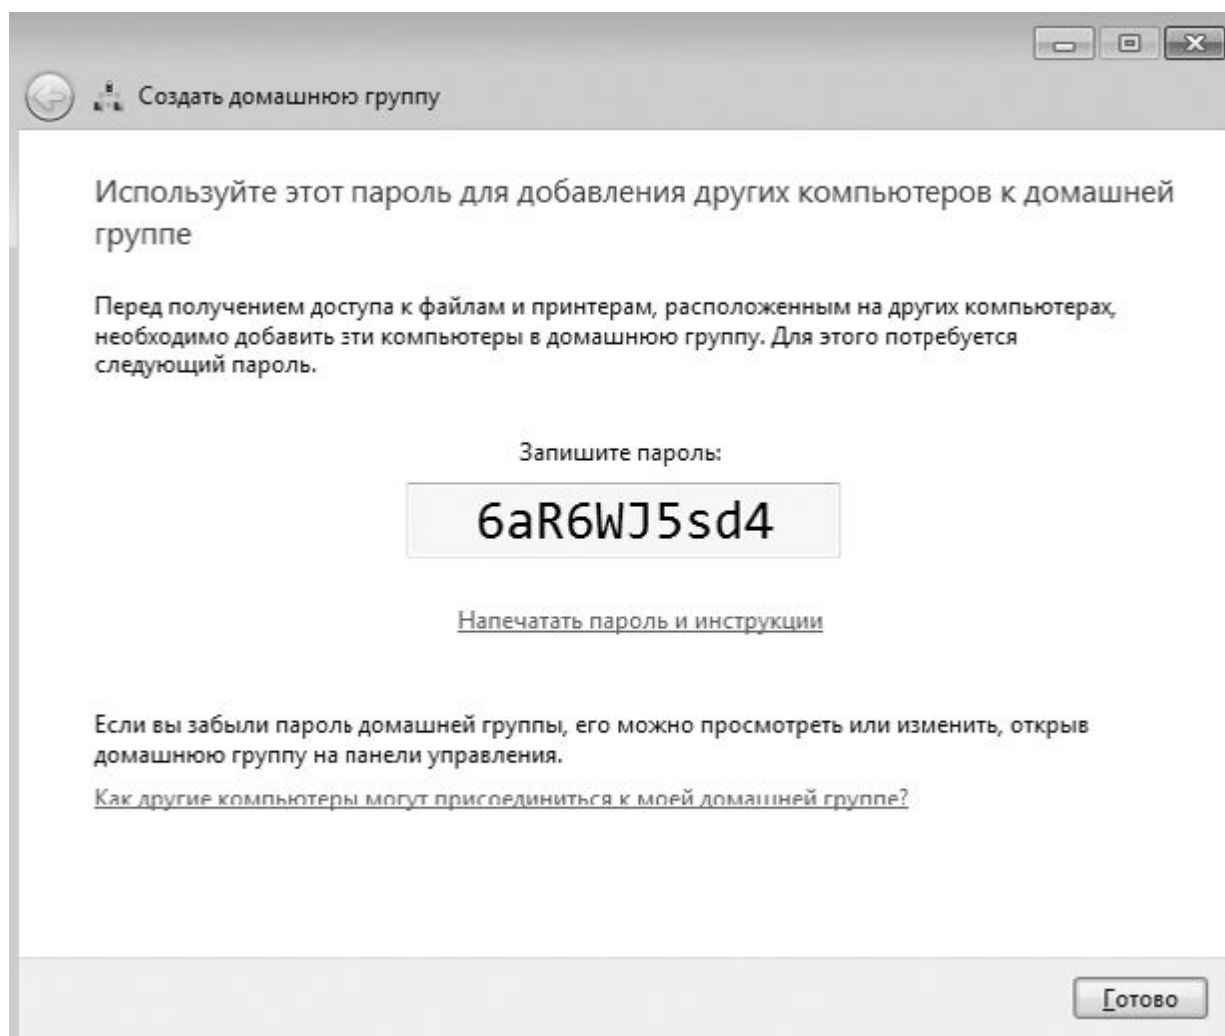 Создать домашнюю группу
Используйте этот пароль для добавления других компьютеров к домашней
группе
Перед получением доступа к файлам и принтерам, расположенным на других компьютерах,
необходимо добавить эти компьютеры в домашнюю группу. Для этого потребуется
следующий пароль.
Запишите пароль:
6aR6WJ5sd4
Напечатать пароль и инструкции
Если вы забыли пароль домашней группы, его можно просмотреть или изменить, открыв
домашнюю группу на панели управления.
Как другие компьютеры могут присоединиться к моей домашней группе?
Готово